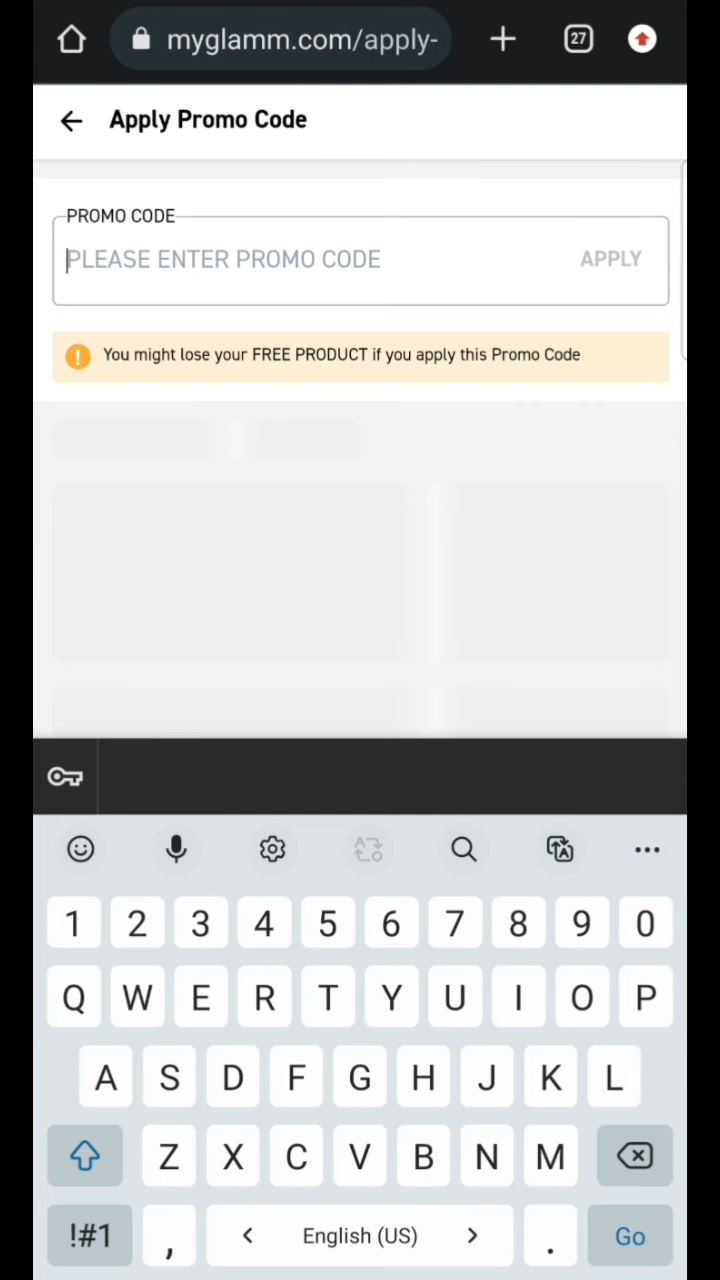 myglamm.com/apply-
27
Apply Promo Code
PROMO CODE
PLEASE ENTER PROMO CODE
APPLY
You might lose your FREE PRODUCT if you apply this Promo Code
1 2 3 4 5 6 7 8 9 0
Q W E R T Y U I O P
A S D F G H J K L
Z X C V B N M
!#1 , < English (US) > . Go